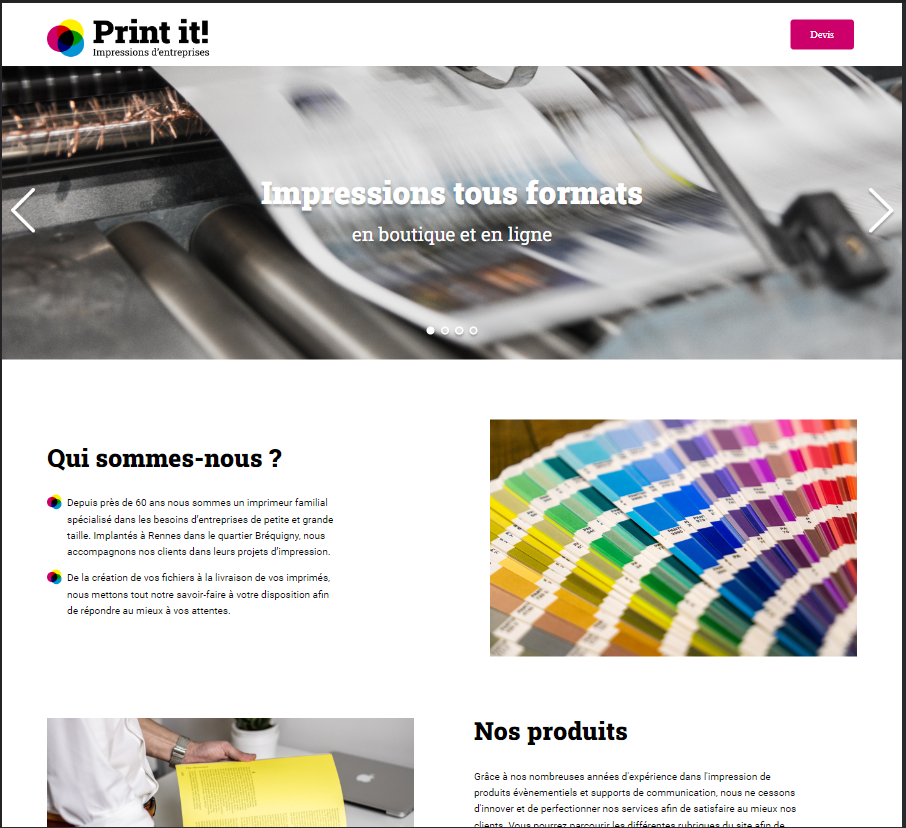 Print it!
Impressions d'entreprises
Devis
Impressions tous formats
en boutique et en ligne
Qui sommes-nous ?
Depuis près de 60 ans nous sommes un imprimeur familial
spécialisé dans les besoins d'entreprises de petite et grande
taille. Implantés à Rennes dans le quartier Bréquigny, nous
accompagnons nos clients dans leurs projets d'impression.
De la création de vos fichiers à la livraison de vos imprimés,
nous mettons tout notre savoir-faire à votre disposition afin
de répondre au mieux à vos attentes.
Nos produits
Grâce à nos nombreuses années d'expérience dans l'impression de
produits évènementiels et supports de communication, nous ne cessons
d'innover et de perfectionner nos services afin de satisfaire au mieux nos
clients. Vous pourrez parcourir les différentes rubriques du site afin de